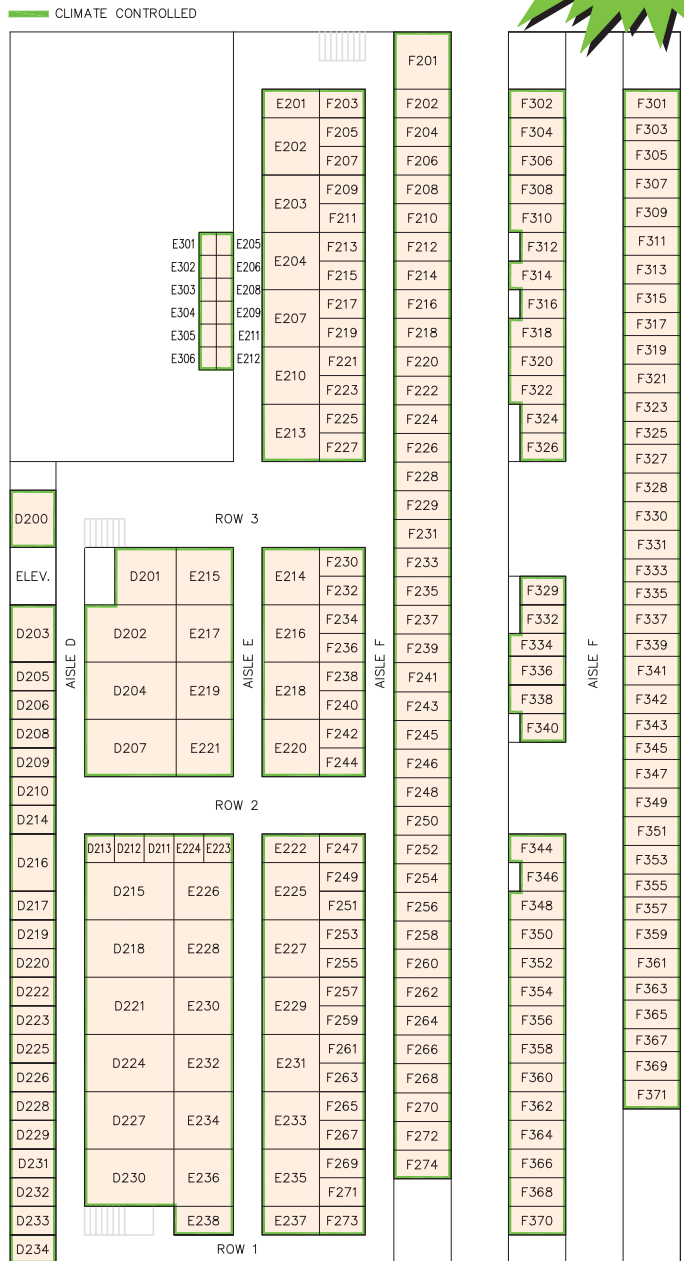 CLIMATE CONTROLLED
F201
E201 F203 F202 F302 F301
F303
E202 F205 F204 F304
F207 F206 F306 F305
F307
E203 F209 F208 F308
F211 F210 F310 F309
E301 E205 E204 F213 F212 F312 F311
E302 E206 F215 F214 F314 F313
E303 E208
E304 E209 E207 F217 F216 F316 F315
E305 E211 F219 F218 F318 F317
F319
E306 E212 E210 F221 F220 F320
F223 F222 F322 F321
E213 F225 F224 F324 F323
F227 F226 F326 F325
F327
F228
F328
D200 ROW 3 F229
F330
F231
F331
ELEV. D201 E215 E214 F230 F233
F333
F232 F235 F329 F335
D203 AISLE D D202 E217 AISLE E E216 F234 AISLE F F237 F332 AISLE F F337
F236 F239 F334 F339
D205 D204 E219 E218 F238 F241 F336 F341
D206 F240 F243 F338 F342
D208 D207 E221 E220 F242 F245 F340 F343
F345
D209 F244 F246
F347
D210 F248
ROW 2 F349
D214 F250
F351
D216 D213 D212 D211 E224 E223 E222 F247 F252 F344
F353
D215 E226 E225 F249 F254 F346
F355
D217 F251 F256 F348 F357
D219 D218 E228 E227 F253 F258 F350 F359
D220 F255 F260 F352 F361
D222 D221 E230 E229 F257 F262 F354 F363
D223 F259 F264 F356 F365
D225 D224 E232 E231 F261 F266 F358 F367
D226 F263 F268 F360 F369
D228 D227 E234 E233 F265 F270 F362 F371
D229 F267 F272 F364
D231 D230 E236 E235 F269 F274 F366
D232 F271 F368
D233 E238 E237 F273 F370
D234 ROW 1